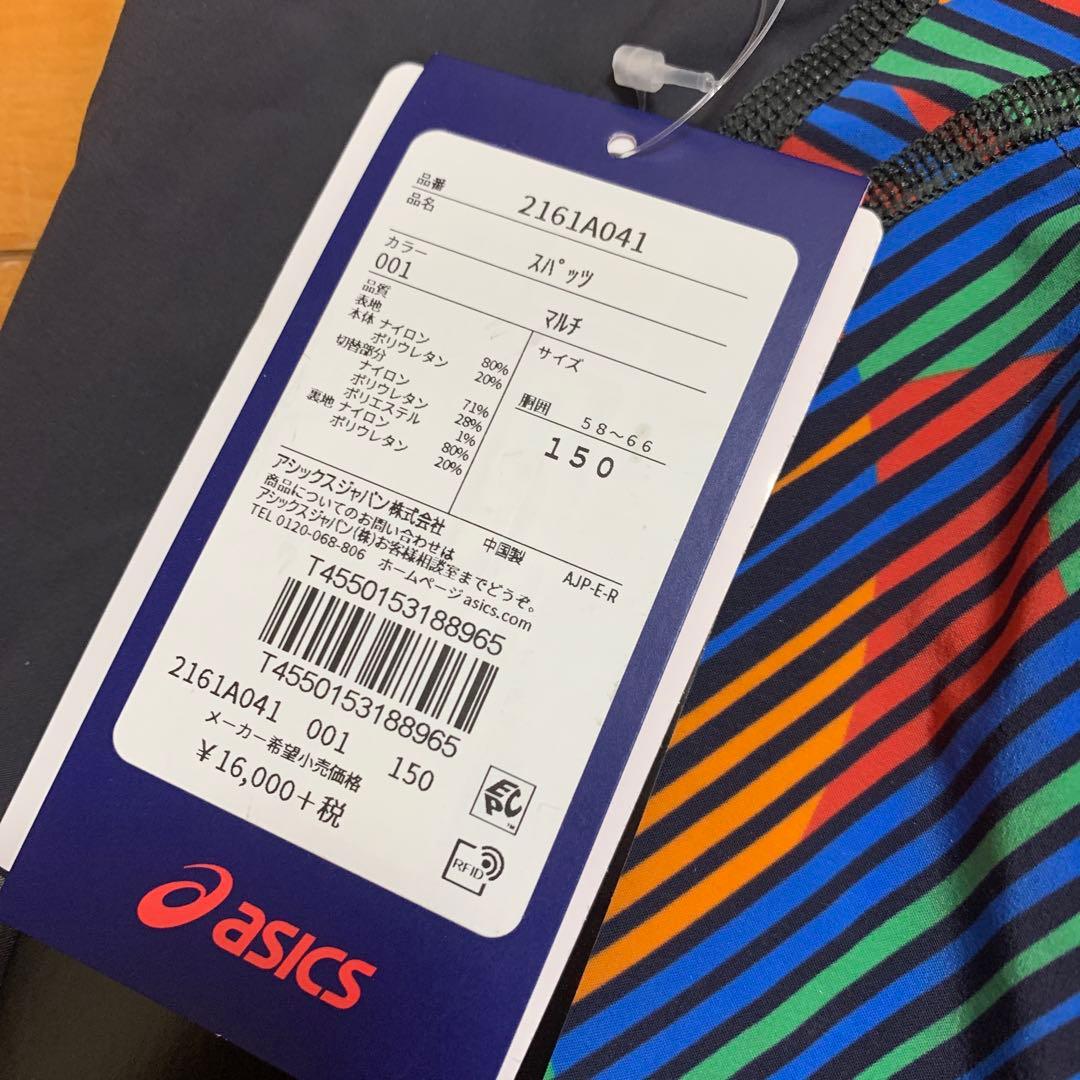 品番 2161A041
品名 スパッツ
カラー
001 マルチ
品質
表地
本体 ナイロン 80%
ポリウレタン 20%
切替部分
ナイロン 71%
ポリウレタン 28%
ポリエステル 1%
裏地 ナイロン 80%
ポリウレタン 20%
サイズ
胴囲 58~66
150
アシックスジャパン株式会社
商品についてのお問い合わせは
アシックスジャパン(株)お客様相談室までどうぞ。
TEL 0120-068-806 ホームページasics.com
中国製 AJP-E-R
T4550153188965
T4550153188965
2161A041 001 150
メーカー希望小売価格
¥16,000+税
EPC
TM
RFID
asics